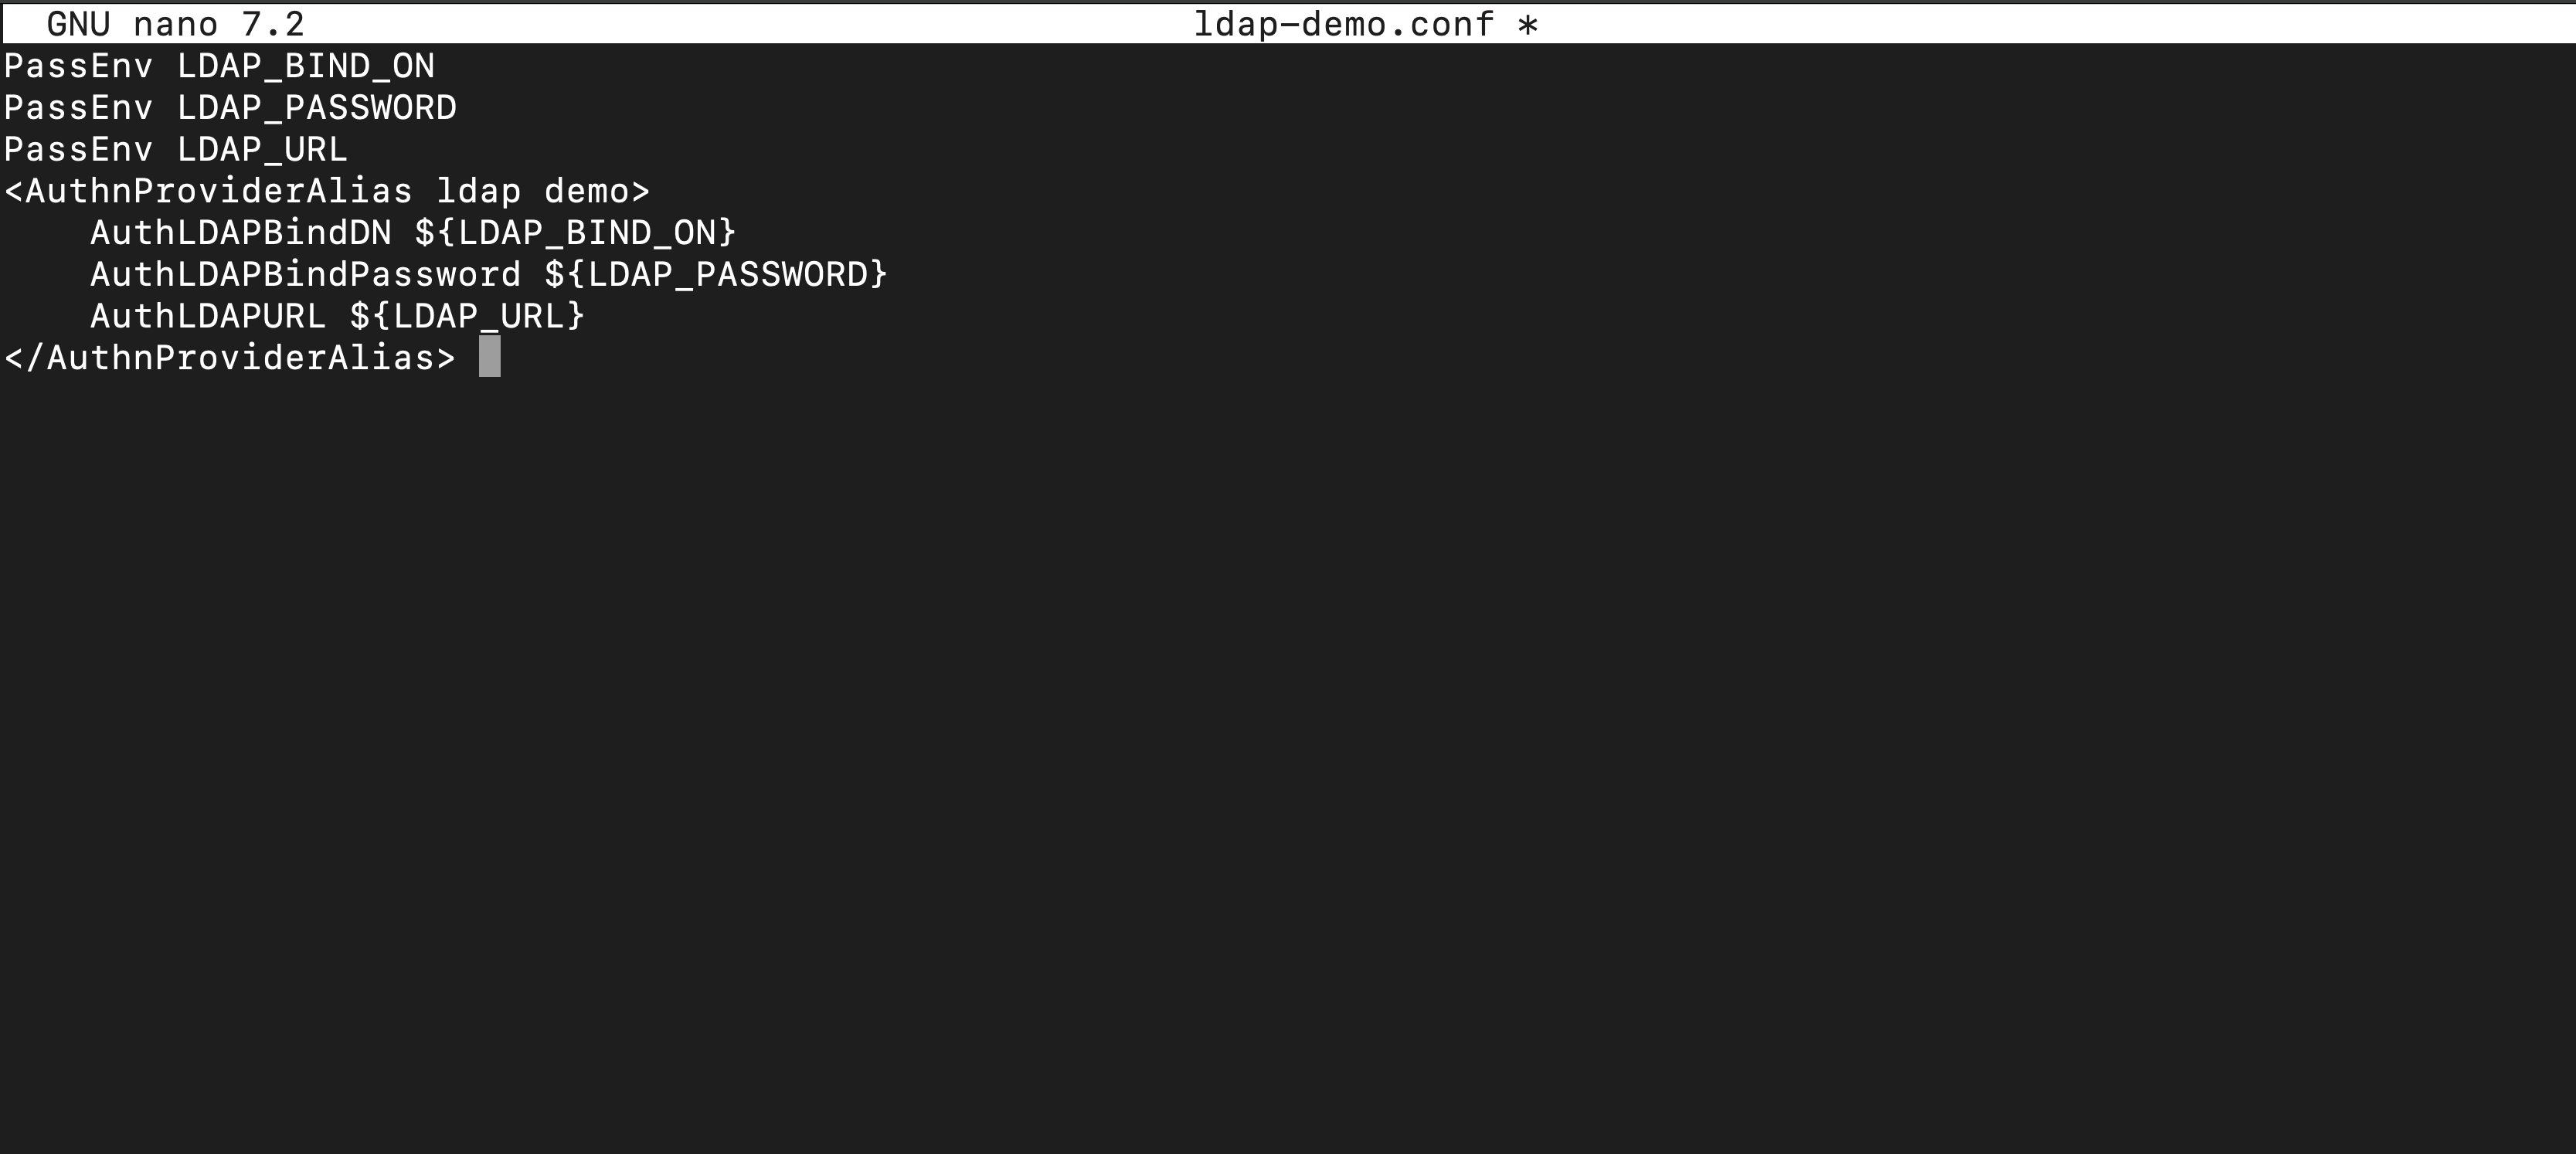 GNU nano 7.2 ldap-demo.conf *
PassEnv LDAP_BIND_ON
PassEnv LDAP_PASSWORD
PassEnv LDAP_URL
<AuthnProviderAlias ldap demo>
    AuthLDAPBindDN ${LDAP_BIND_ON}
    AuthLDAPBindPassword ${LDAP_PASSWORD}
    AuthLDAPURL ${LDAP_URL}
</AuthnProviderAlias>